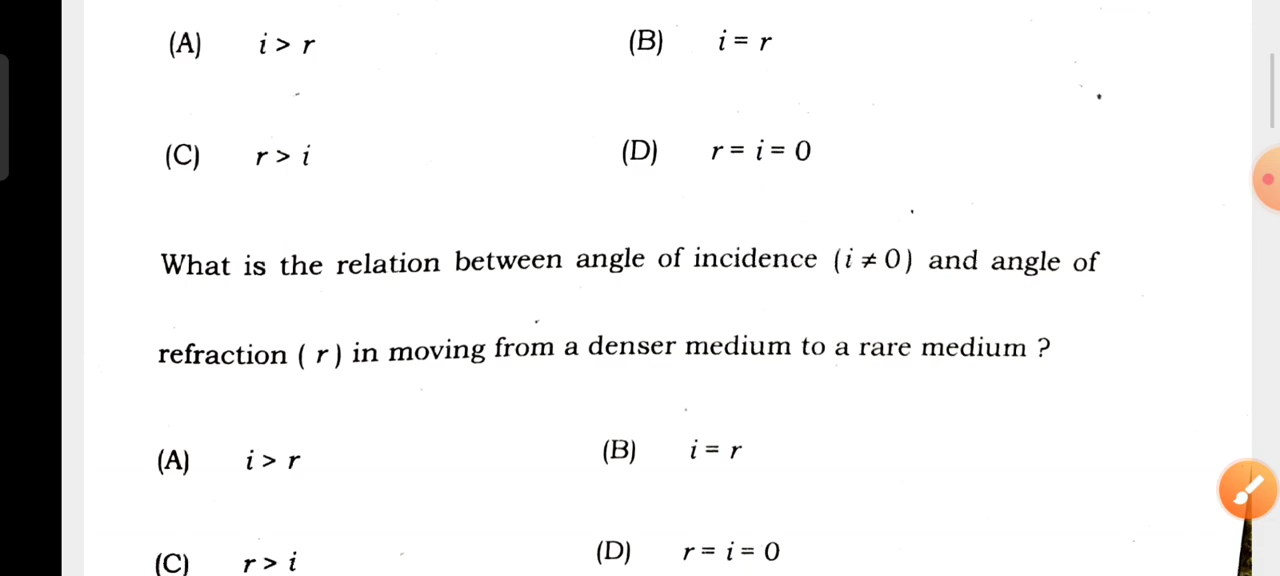 (A) i > r (B) i = r
(C) r > i (D) r = i = 0
What is the relation between angle of incidence (i ≠ 0) and angle of
refraction ( r ) in moving from a denser medium to a rare medium ?
(A) i > r (B) i = r
(C) r > i (D) r = i = 0